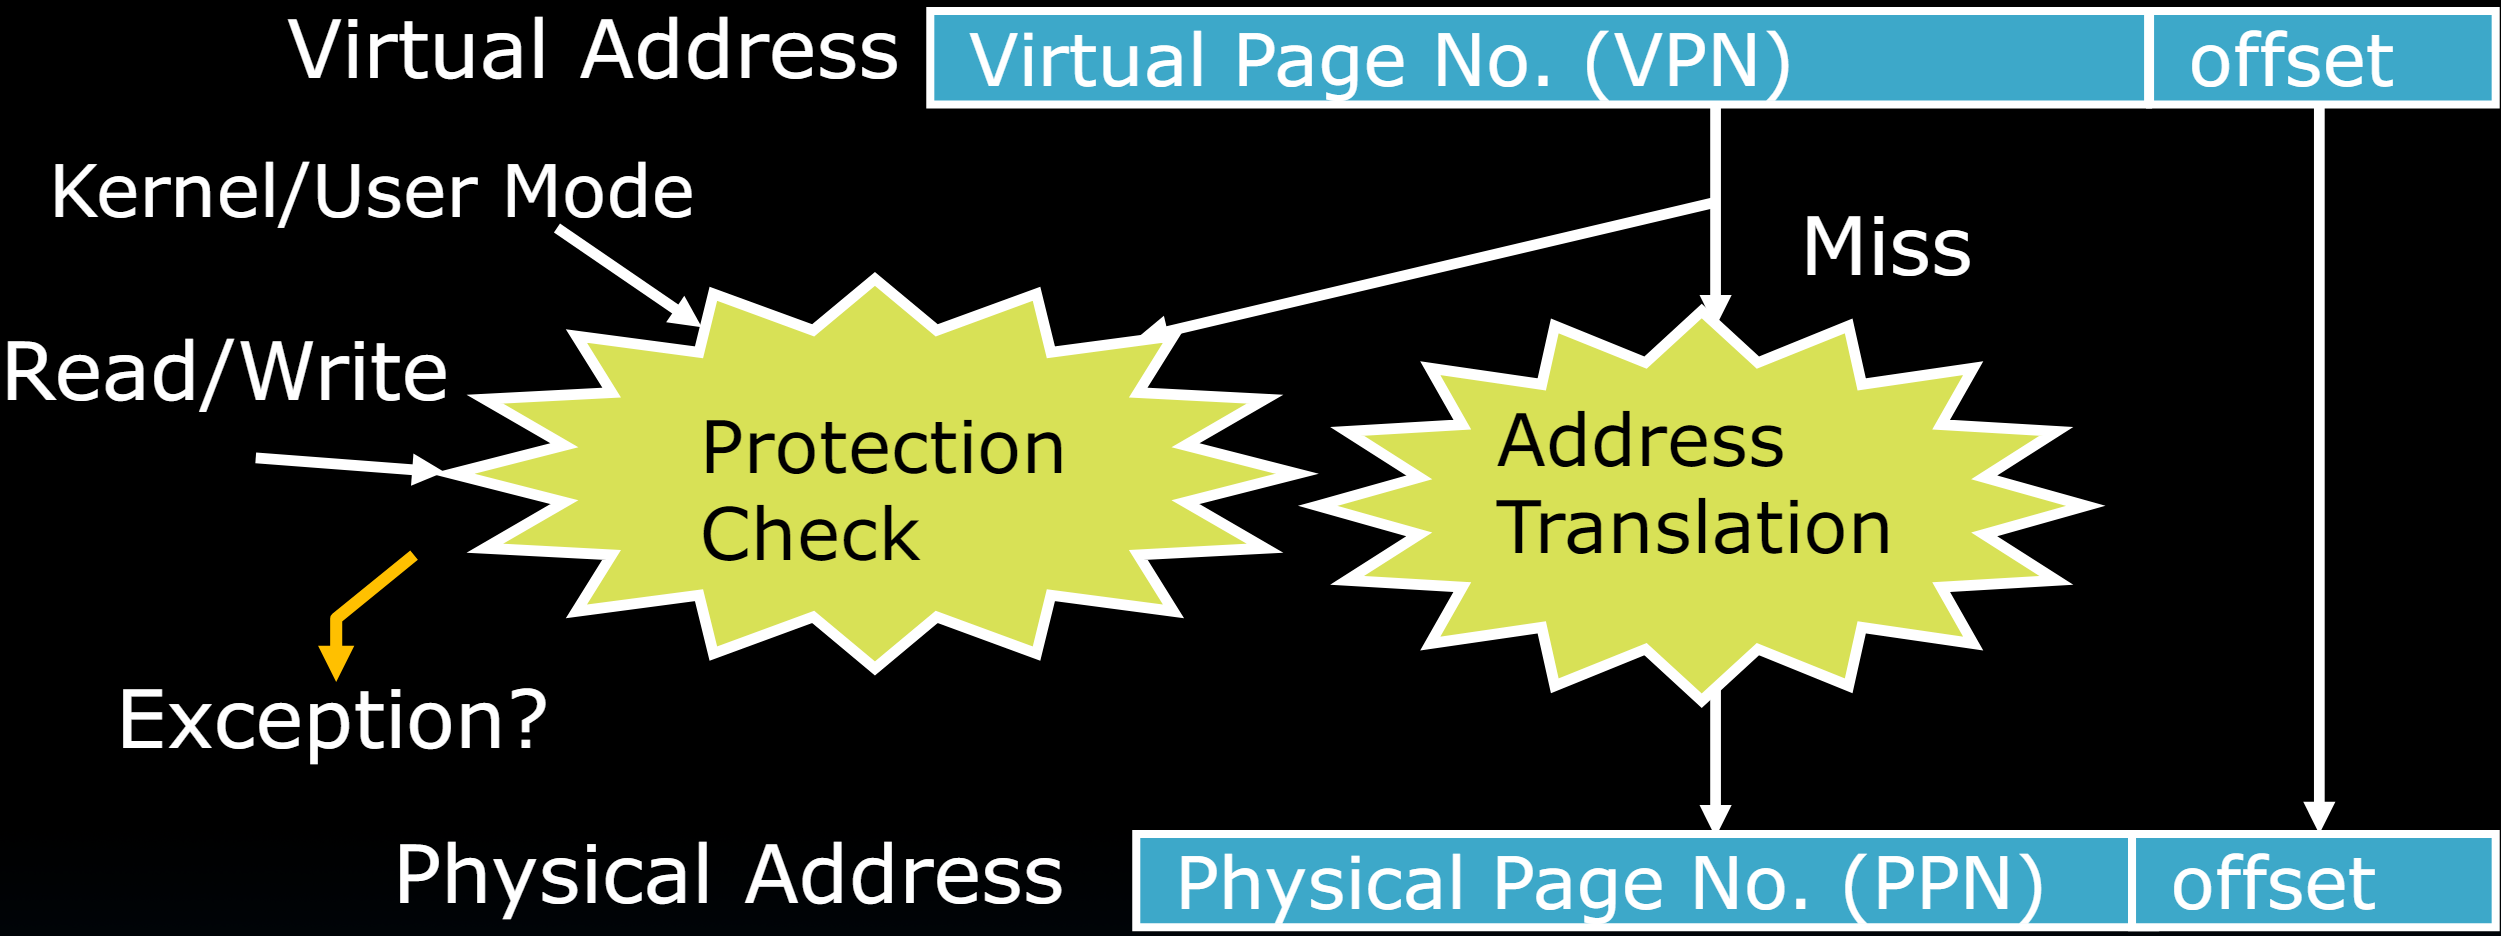 Virtual Address
Virtual Page No. (VPN)
offset
Kernel/User Mode
Miss
Read/Write
Protection
Check
Address
Translation
Exception?
Physical Address
Physical Page No. (PPN)
offset